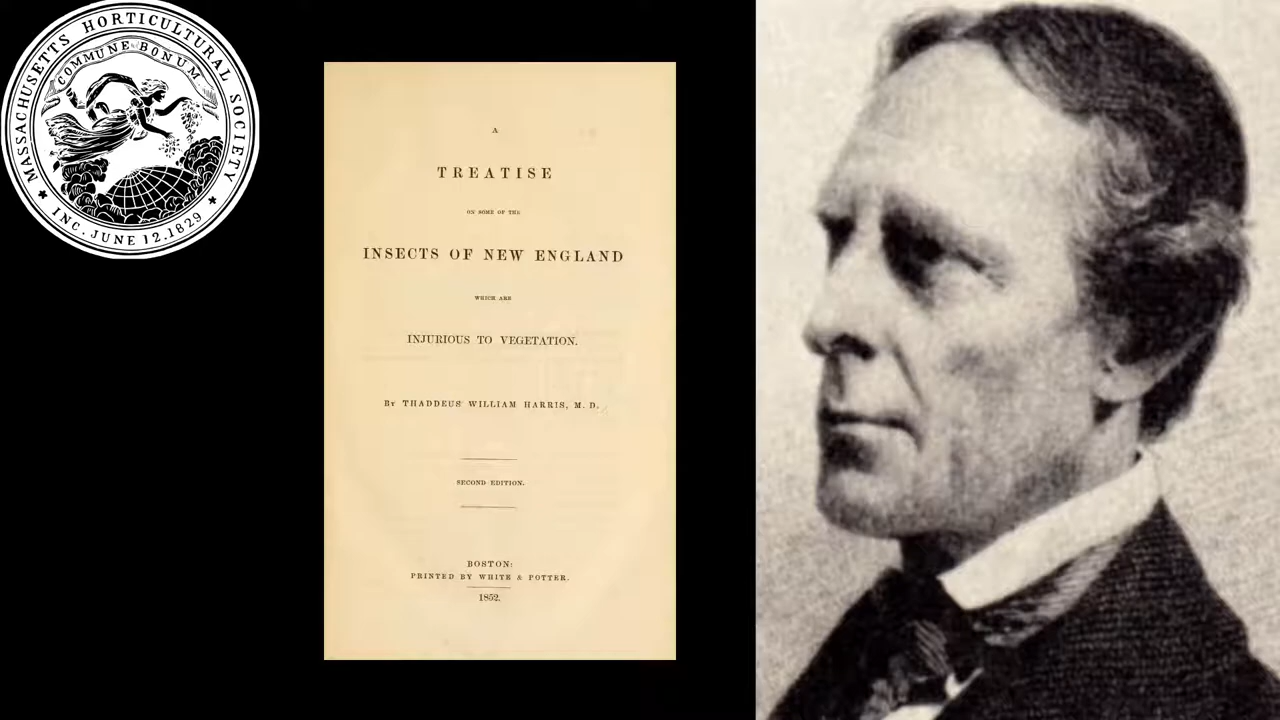 MASSACHUSETTS HORTICULTURAL SOCIETY
COMMUNE BONUM
INC. JUNE 12. 1829
A
TREATISE
ON SOME OF THE
INSECTS OF NEW ENGLAND
WHICH ARE
INJURIOUS TO VEGETATION.
BY THADDEUS WILLIAM HARRIS, M. D.
SECOND EDITION.
BOSTON:
PRINTED BY WHITE & POTTER.
1852.